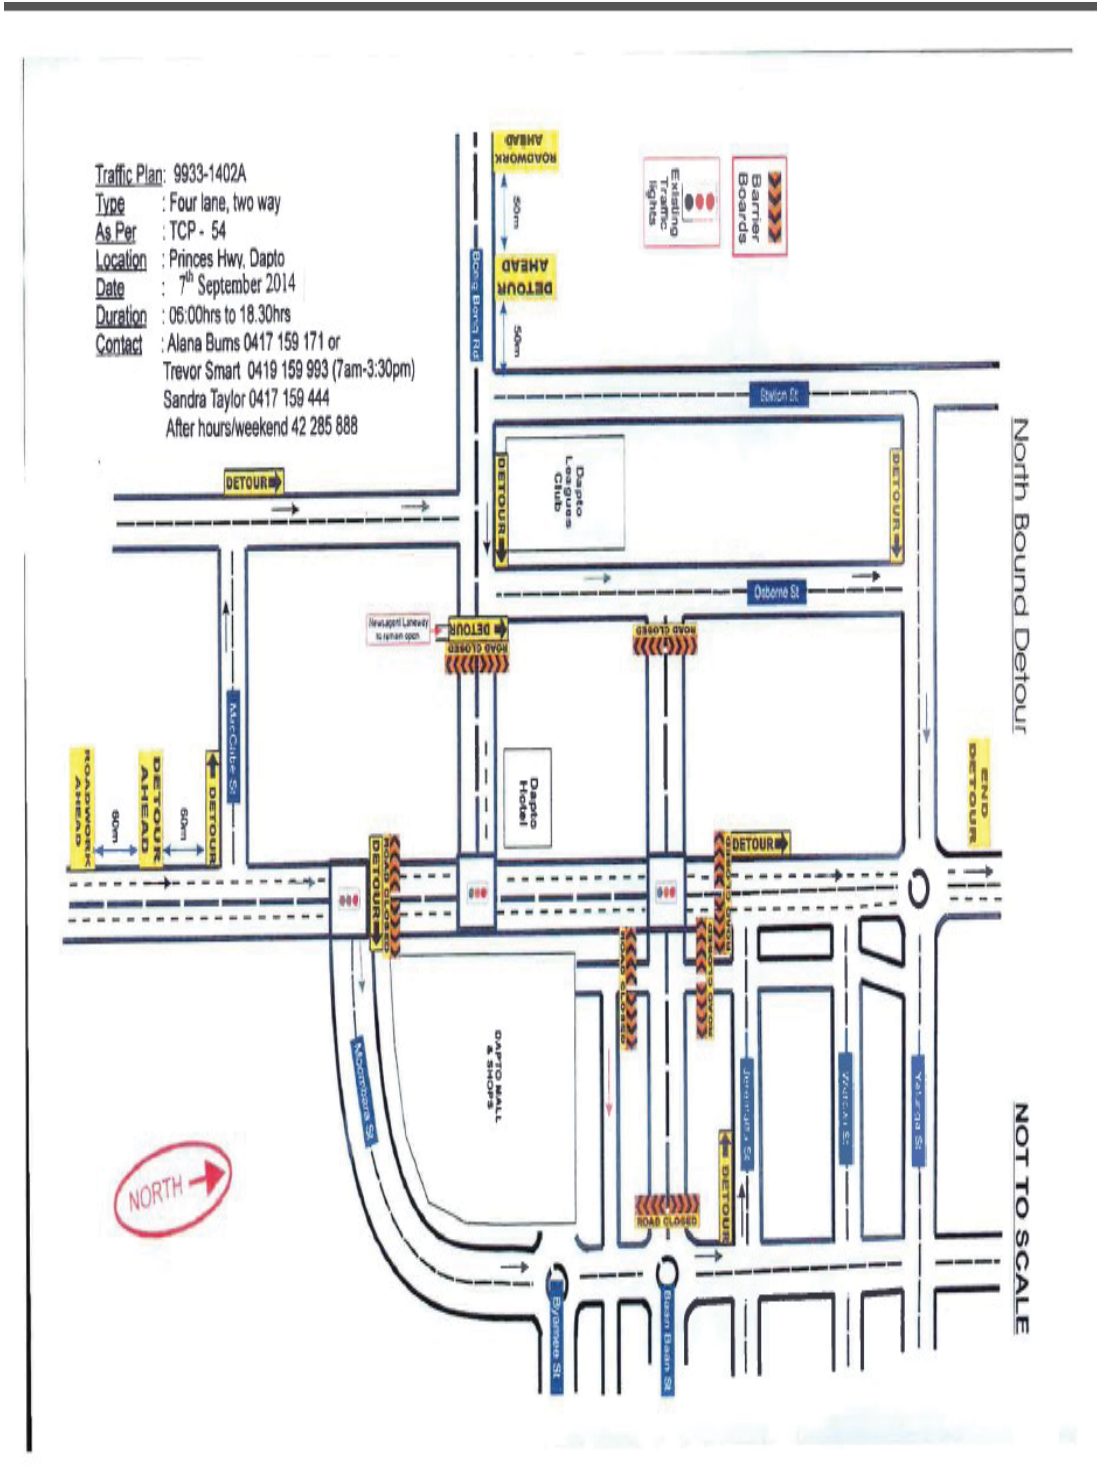 Traffic Plan: 9933-1402A
Type : Four lane, two way
As Per : TCP - 54
Location : Princes Hwy, Dapto
Date : 7th September 2014
Duration : 06:00hrs to 18.30hrs
Contact : Alana Burns 0417 159 171 or
Trevor Smart 0419 159 993 (7am-3:30pm)
Sandra Taylor 0417 159 444
After hours/weekend 42 285 888
ROADWORK
AHEAD
50m
DETOUR
AHEAD
50m
Bong Bong Rd
Existing
Traffic
lights
Barrier
Boards
North Bound Detour
NOT TO SCALE
Station St
DETOUR
DETOUR
Dapto
Leagues
Club
DETOUR
Osborne St
Newsagent Laneway
to remain open
DETOUR
ROAD CLOSED
ROAD CLOSED
MacCabe St
ROADWORK
AHEAD
60m
DETOUR
AHEAD
60m
DETOUR
Dapto
Hotel
END
DETOUR
DETOUR
ROAD CLOSED
DETOUR
ROAD CLOSED
ROAD CLOSED
ROAD CLOSED
DAPTO MALL
& SHOPS
Moombara St
Yalunga St
DETOUR
ROAD CLOSED
NORTH
Byamee St
Baan Baan St